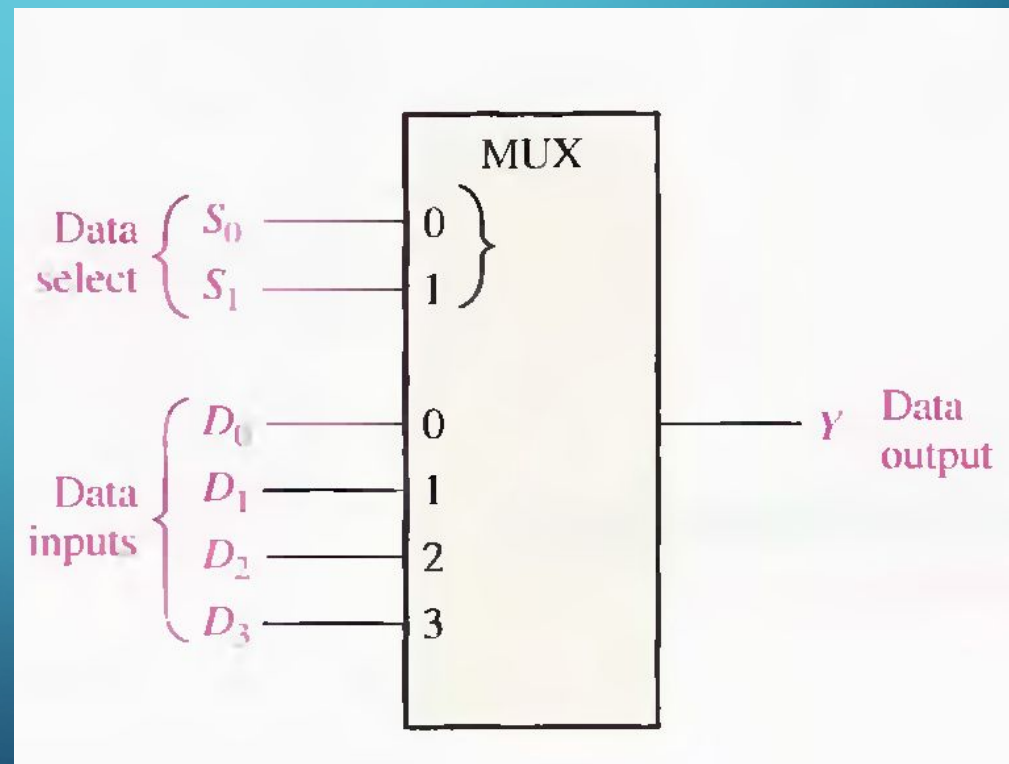 MUX
Data
select
S₀
0
S₁
1
Data
inputs
D₀
0
D₁
1
D₂
2
D₃
3
Y
Data
output